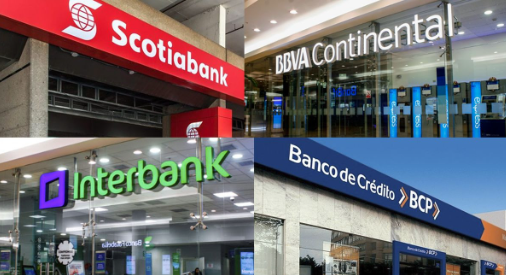 Scotiabank
BBVA Continental
Interbank
Banco de Crédito BCP